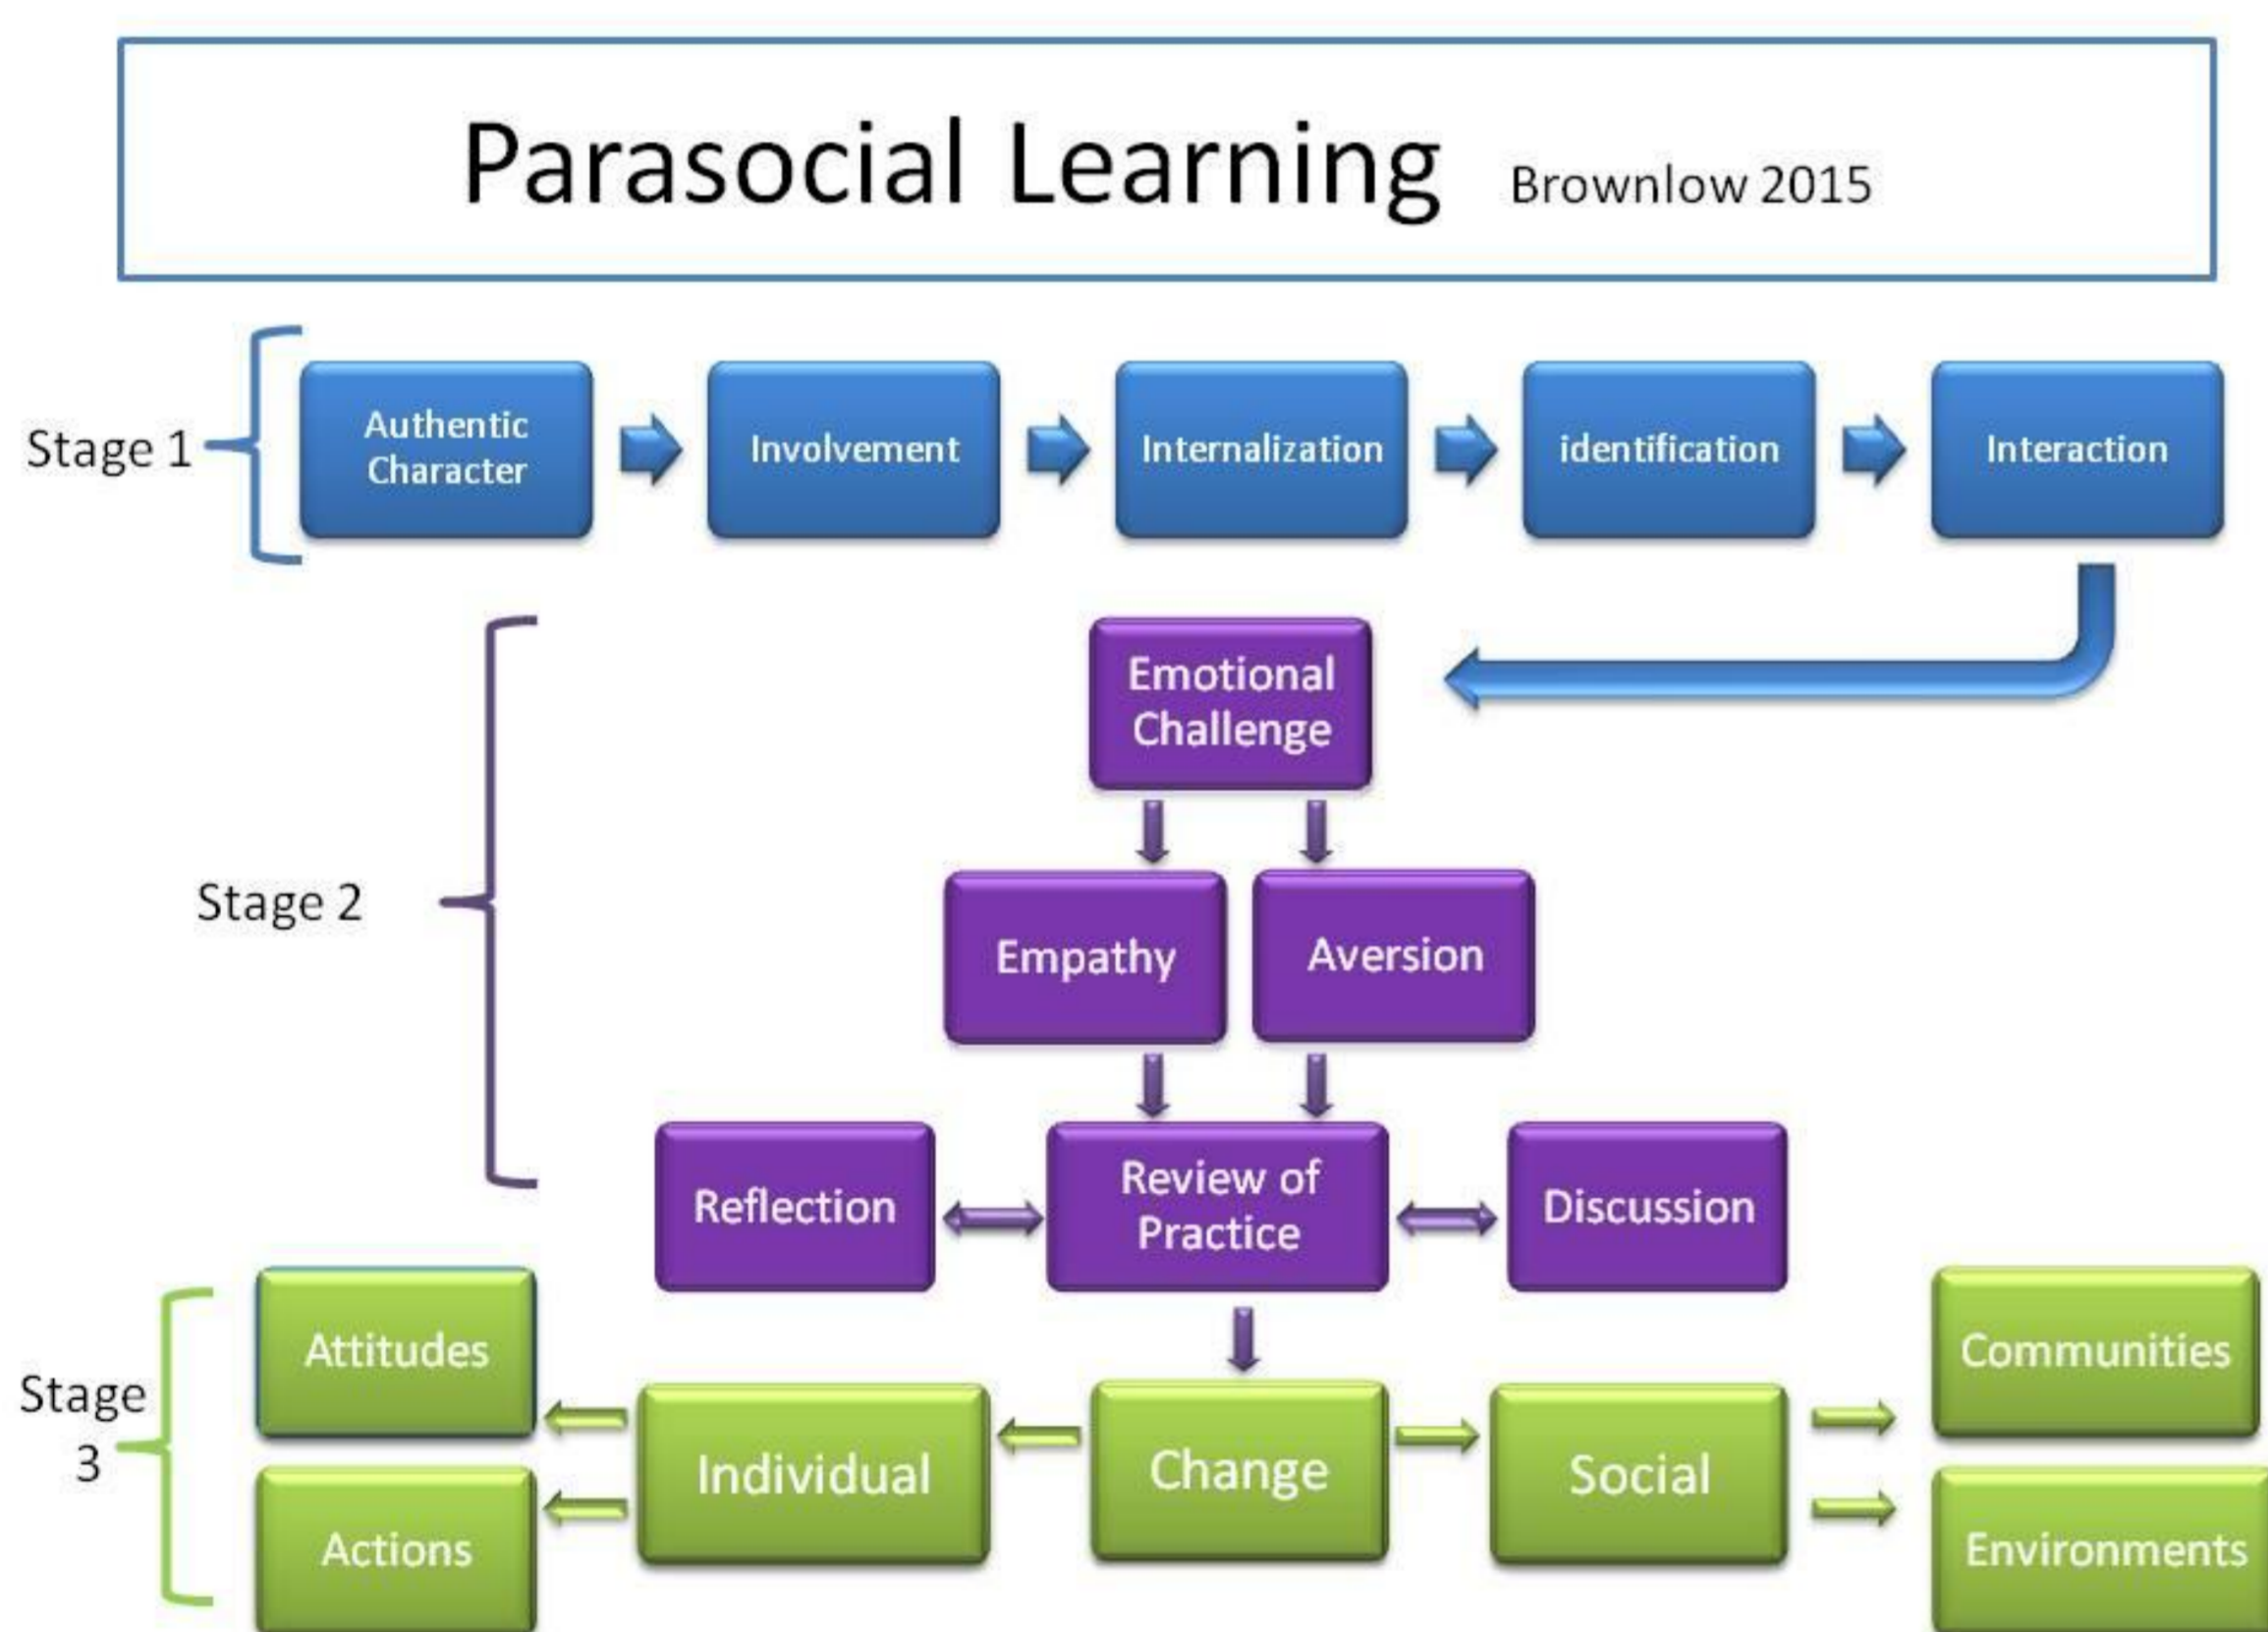 Parasocial Learning Brownlow 2015
Stage 1
Authentic
Character
Involvement
Internalization
identification
Interaction
Stage 2
Emotional
Challenge
Empathy
Aversion
Reflection
Review of
Practice
Discussion
Stage
3
Attitudes
Actions
Individual
Change
Social
Communities
Environments